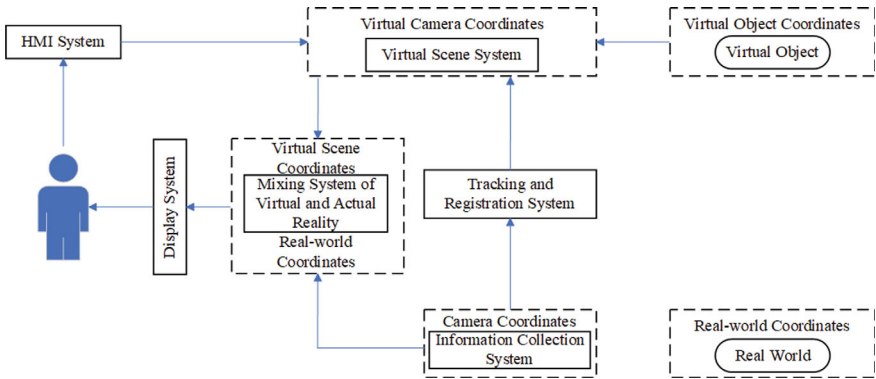 HMI System
Virtual Camera Coordinates
Virtual Scene System
Virtual Object Coordinates
Virtual Object
Display System
Virtual Scene
Coordinates
Mixing System of
Virtual and Actual
Reality
Real-world
Coordinates
Tracking and
Registration System
Camera Coordinates
Information Collection
System
Real-world Coordinates
Real World